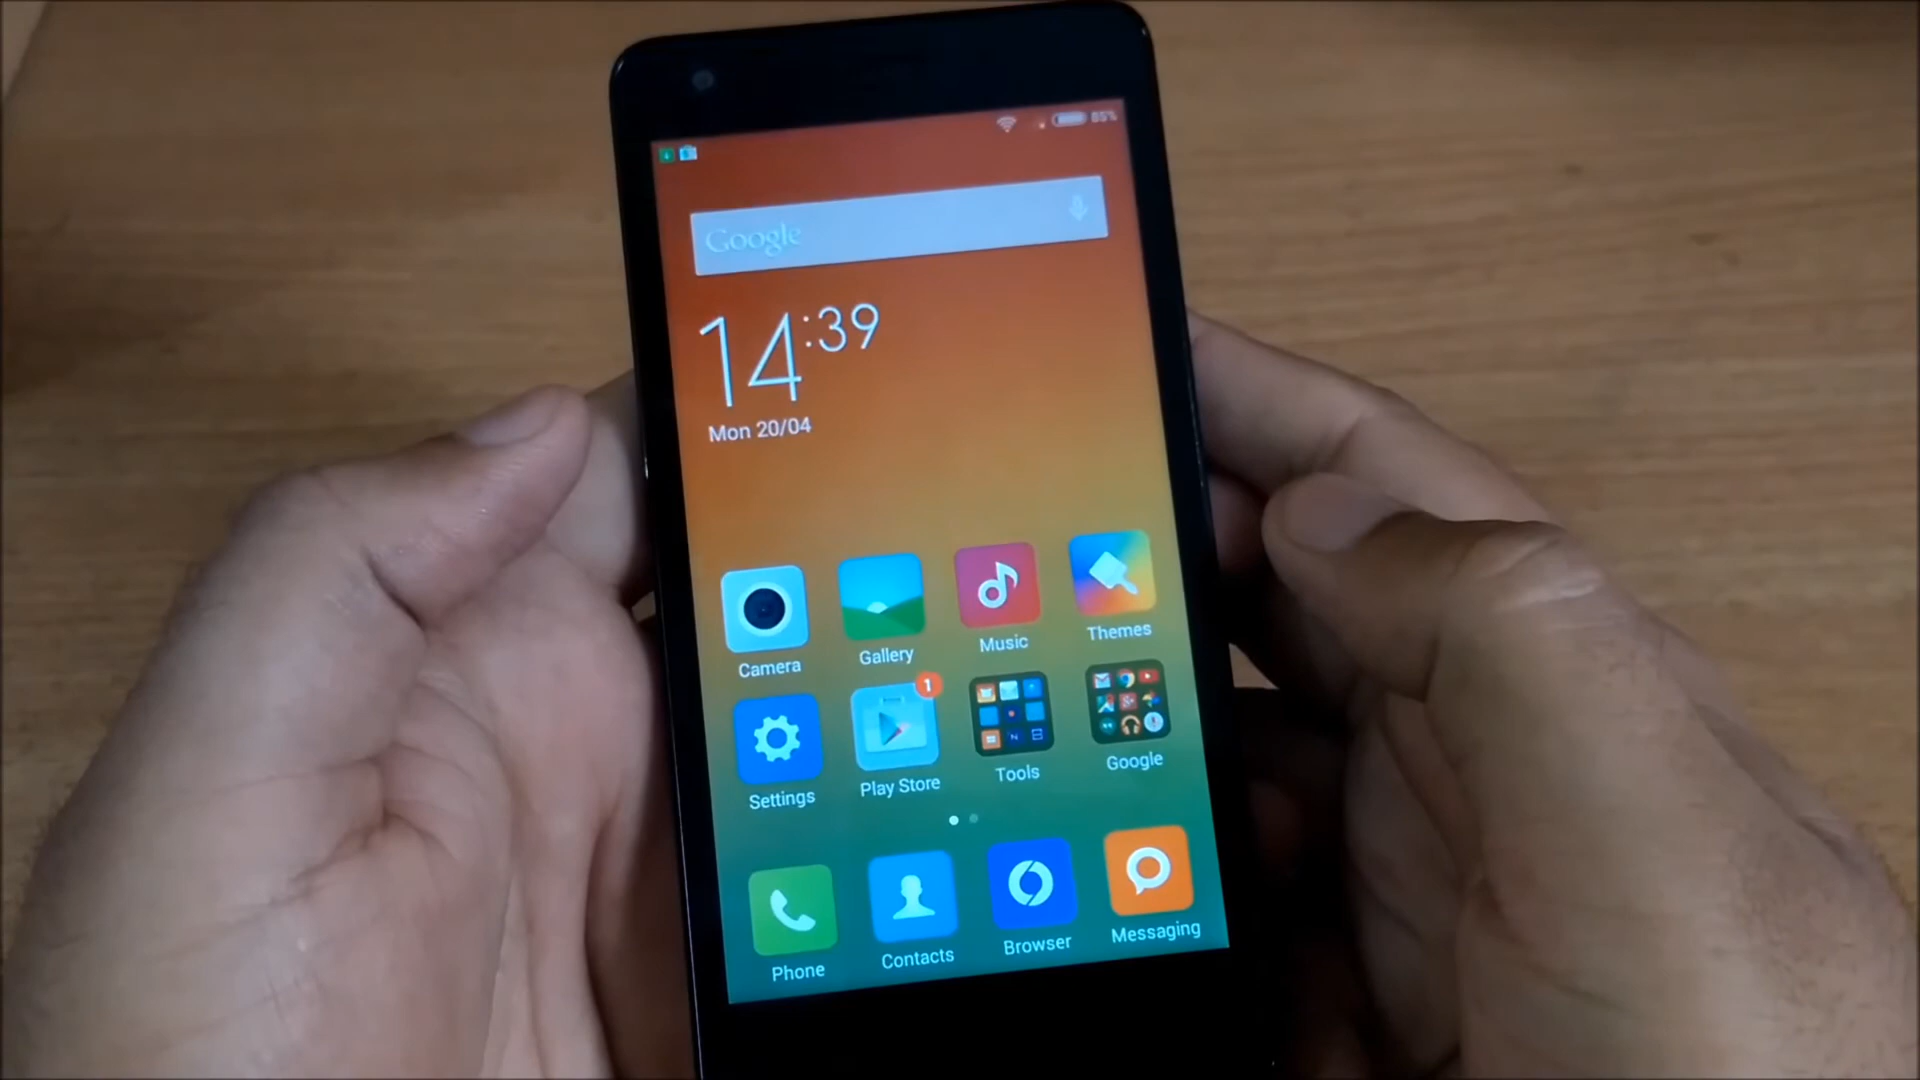 85%
Google
14:39
Mon 20/04
Camera
Gallery
Music
Themes
Settings
1
Play Store
Tools
Google
Phone
Contacts
Browser
Messaging